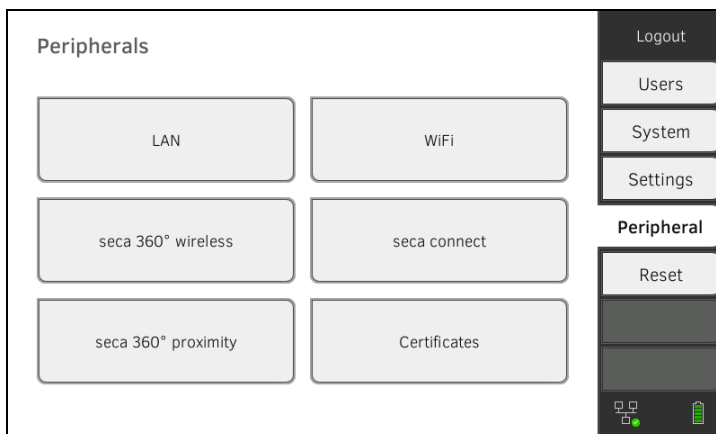 Peripherals
LAN
WiFi
seca 360° wireless
seca connect
seca 360° proximity
Certificates
Logout
Users
System
Settings
Peripheral
Reset